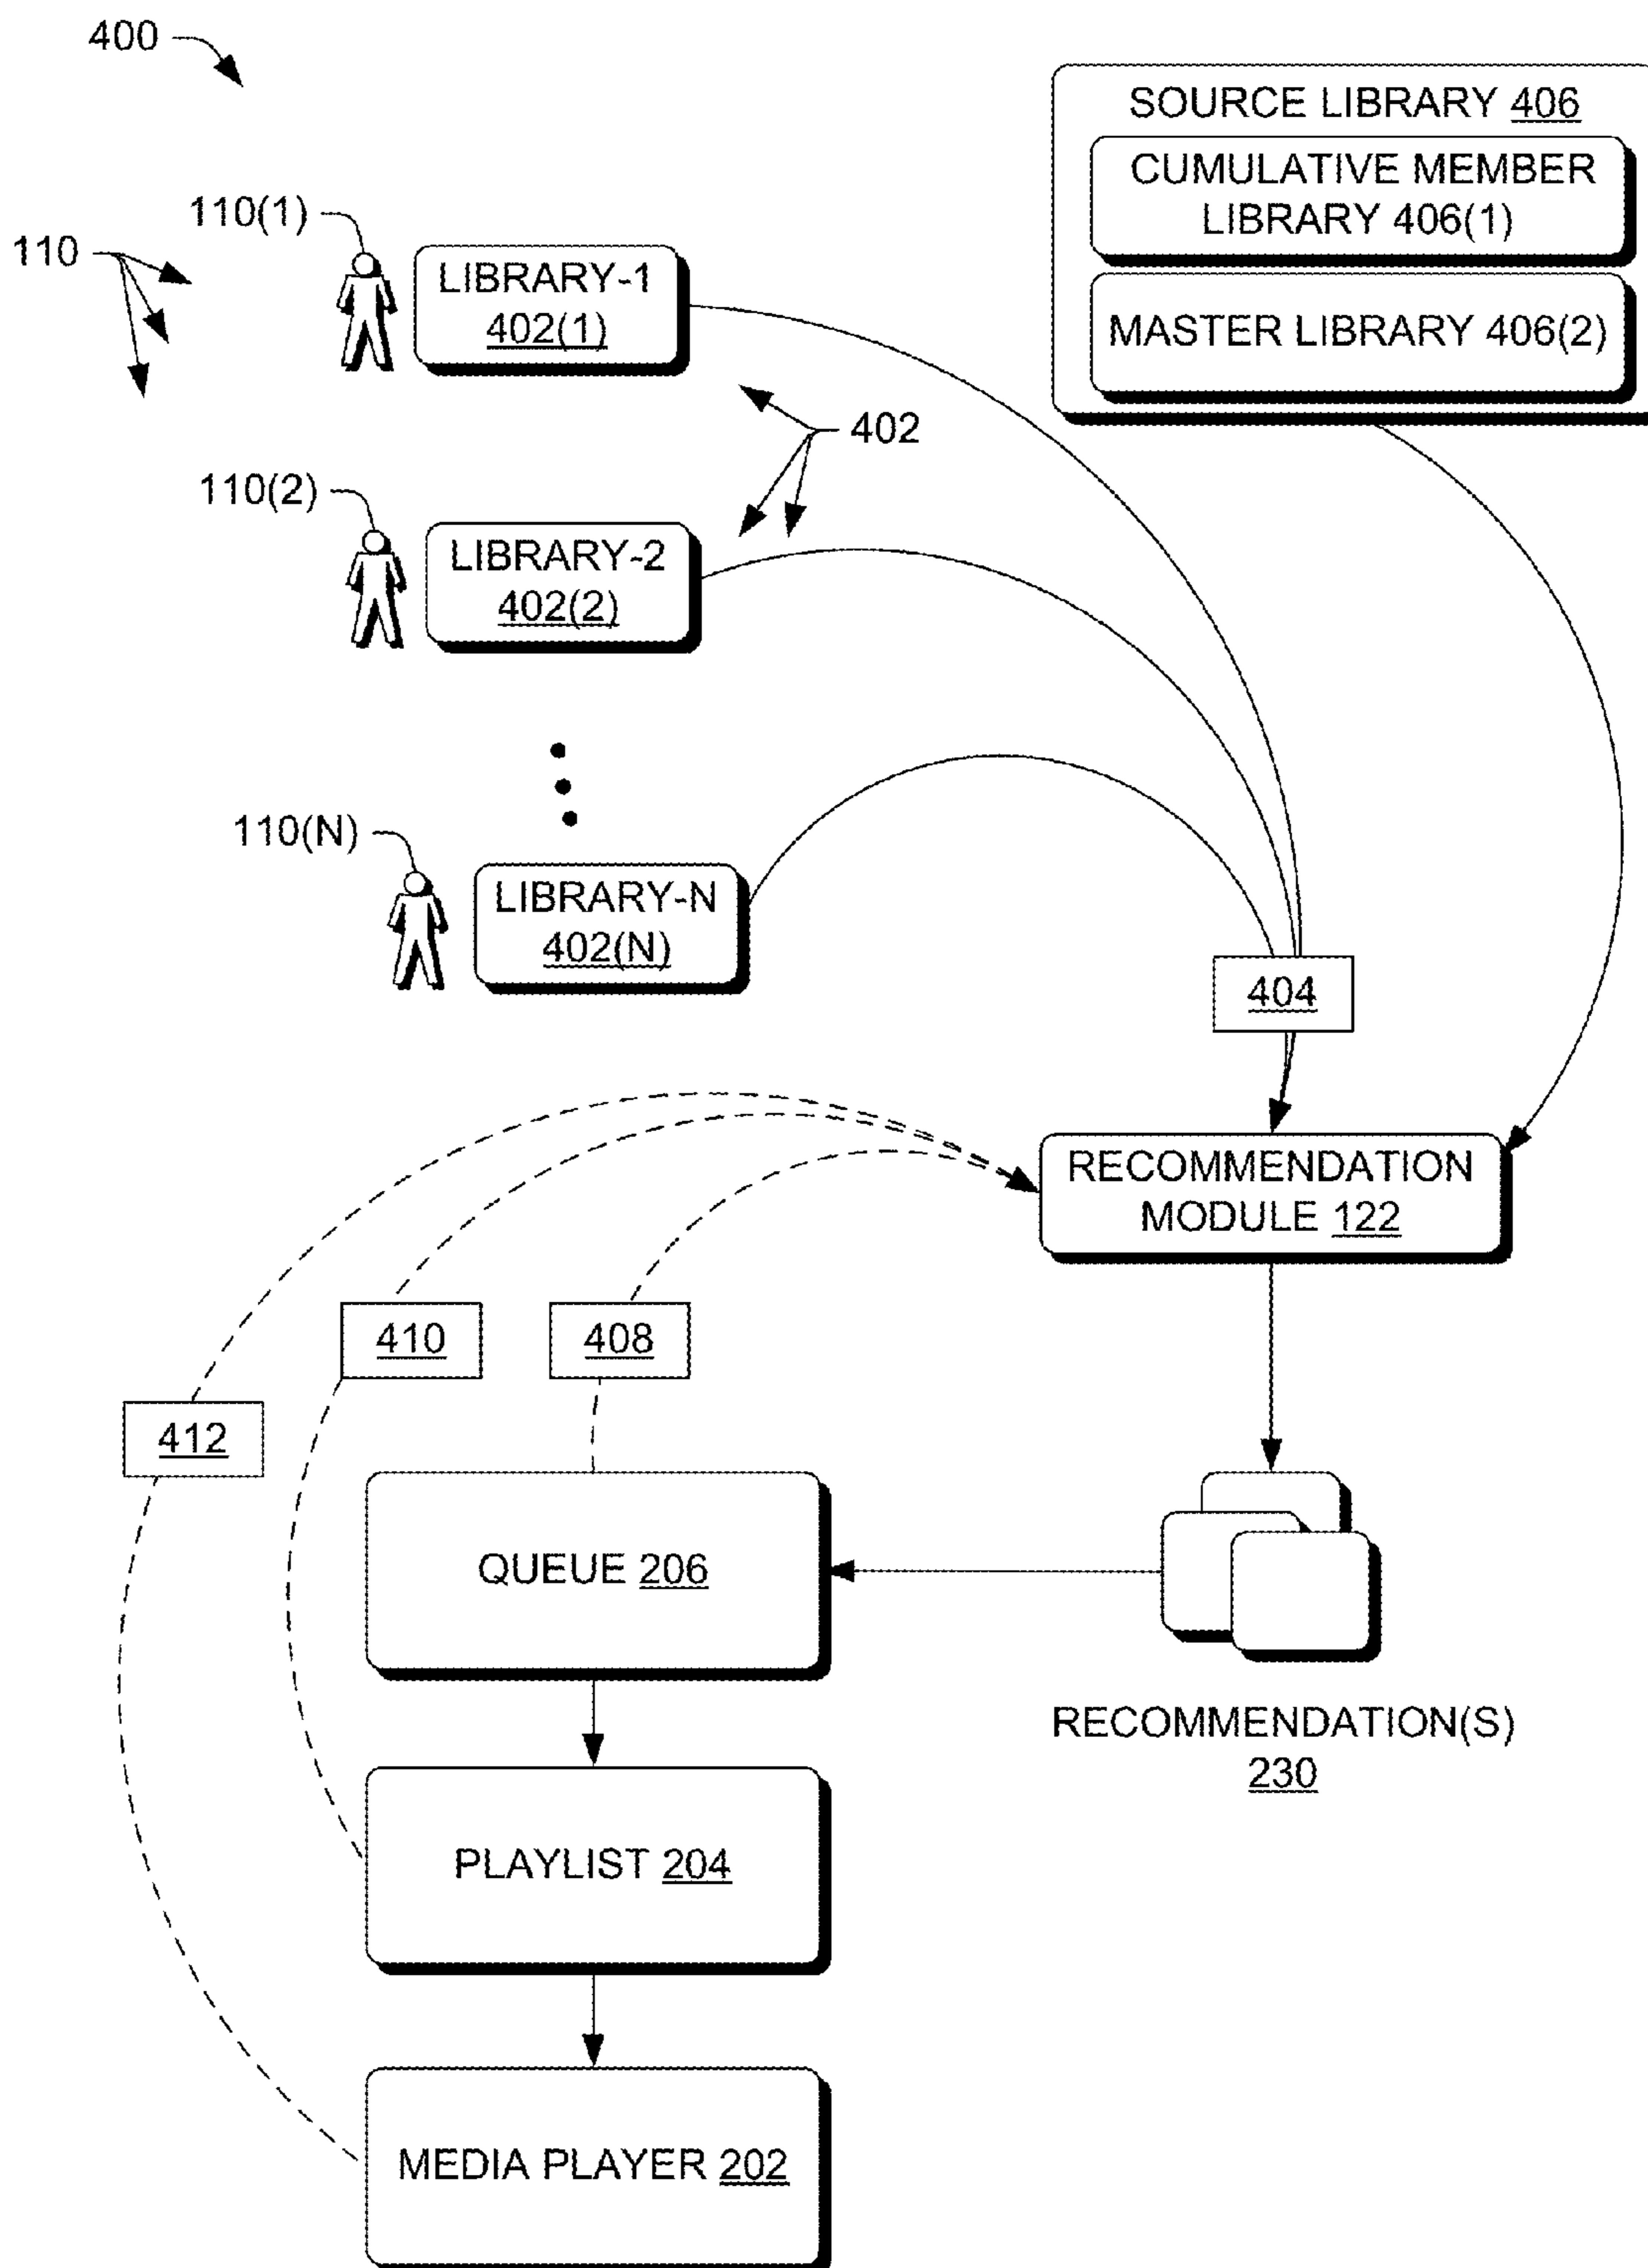 400
SOURCE LIBRARY 406
CUMULATIVE MEMBER
LIBRARY 406(1)
MASTER LIBRARY 406(2)
110
110(1)
LIBRARY-1
402(1)
402
110(2)
LIBRARY-2
402(2)
110(N)
LIBRARY-N
402(N)
404
RECOMMENDATION
MODULE 122
410
408
412
QUEUE 206
RECOMMENDATION(S)
230
PLAYLIST 204
MEDIA PLAYER 202